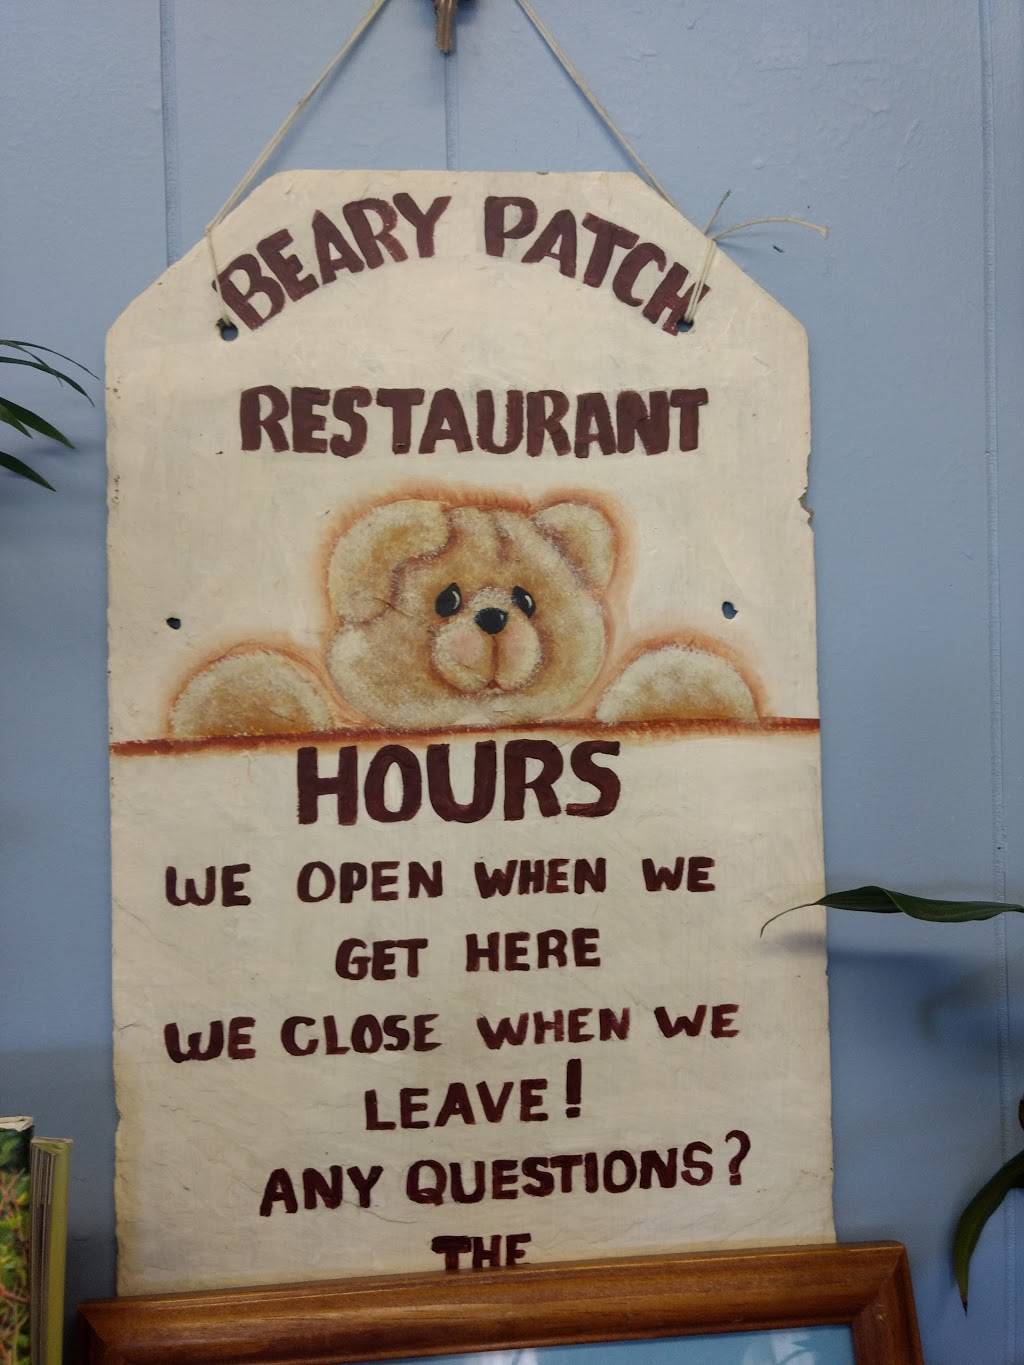 BEARY PATCH
RESTAURANT
HOURS
WE OPEN WHEN WE
GET HERE
WE CLOSE WHEN WE
LEAVE!
ANY QUESTIONS?
THE